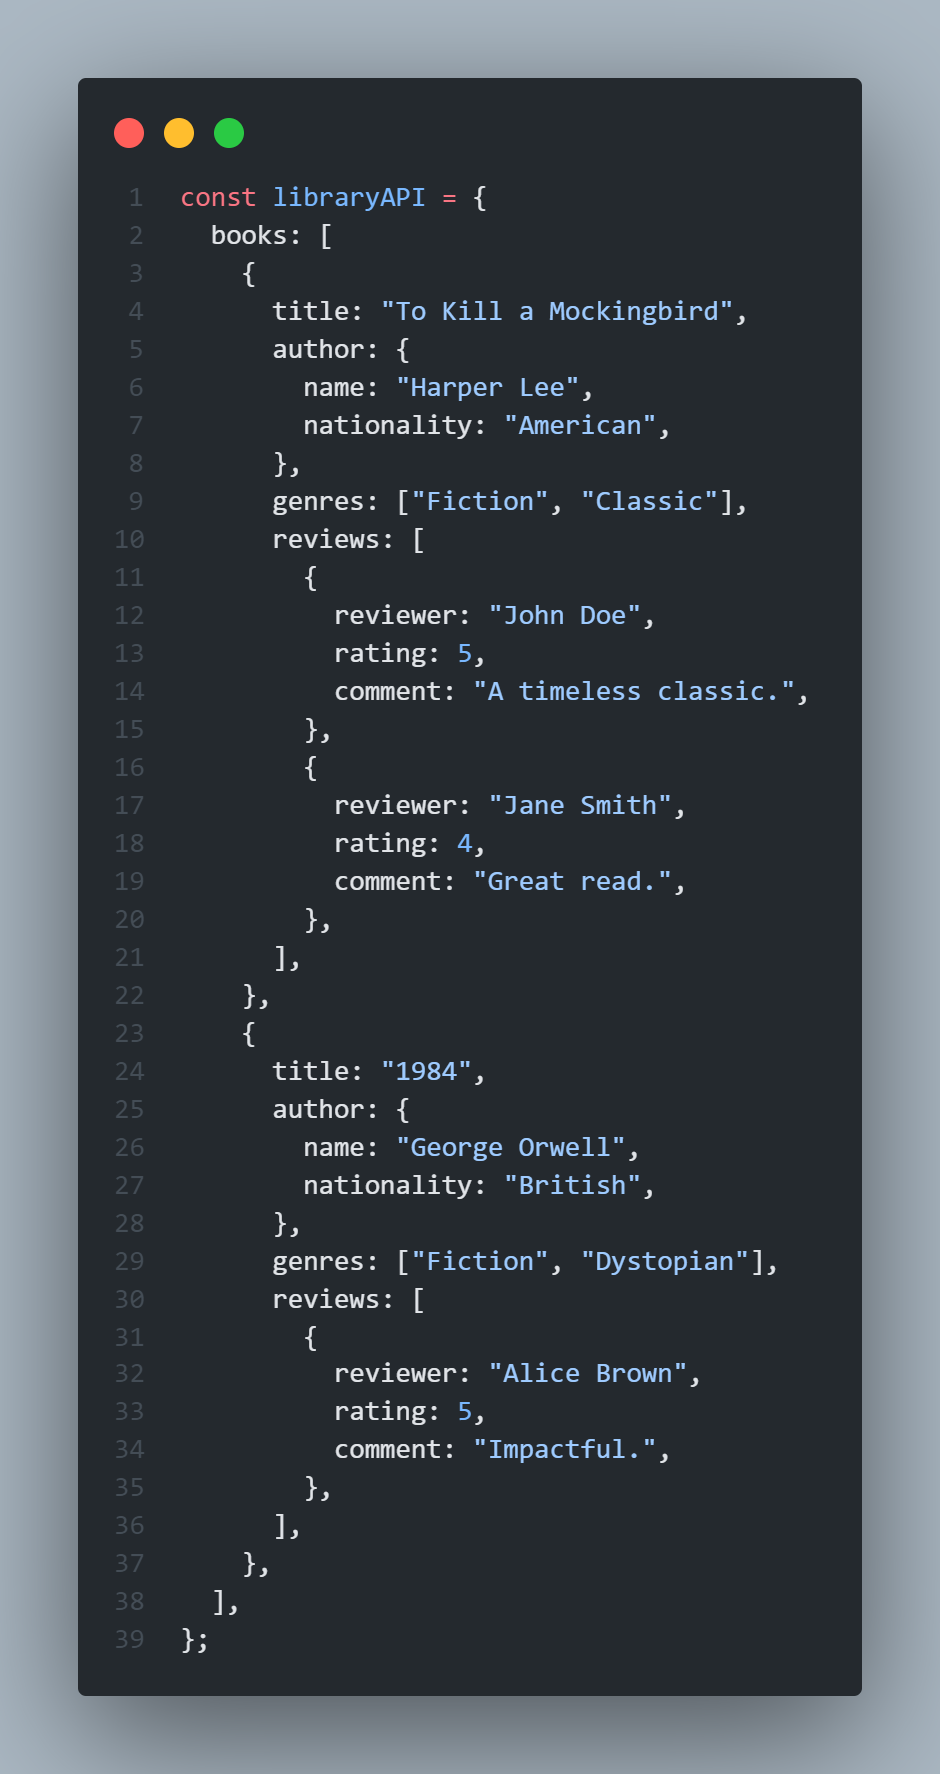 1 const libraryAPI = {
2   books: [
3     {
4       title: "To Kill a Mockingbird",
5       author: {
6         name: "Harper Lee",
7         nationality: "American",
8       },
9       genres: ["Fiction", "Classic"],
10       reviews: [
11         {
12           reviewer: "John Doe",
13           rating: 5,
14           comment: "A timeless classic.",
15         },
16         {
17           reviewer: "Jane Smith",
18           rating: 4,
19           comment: "Great read.",
20         },
21       ],
22     },
23     {
24       title: "1984",
25       author: {
26         name: "George Orwell",
27         nationality: "British",
28       },
29       genres: ["Fiction", "Dystopian"],
30       reviews: [
31         {
32           reviewer: "Alice Brown",
33           rating: 5,
34           comment: "Impactful.",
35         },
36       ],
37     },
38   ],
39 };